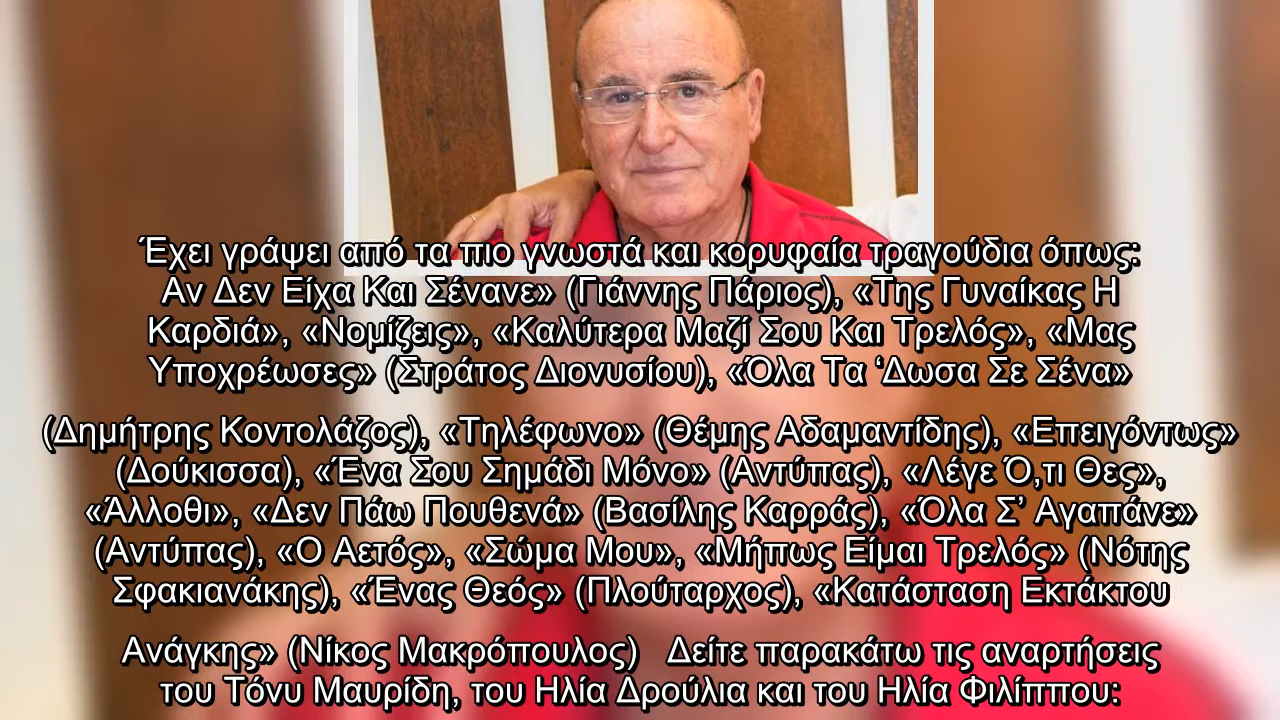 Έχει γράψει από τα πιο γνωστά και κορυφαία τραγούδια όπως:
Αν Δεν Είχα Και Σένανε» (Γιάννης Πάριος), «Της Γυναίκας Η
Καρδιά», «Νομίζεις», «Καλύτερα Μαζί Σου Και Τρελός», «Μας
Υποχρέωσες» (Στράτος Διονυσίου), «Όλα Τα ‘Δωσα Σε Σένα»
(Δημήτρης Κοντολάζος), «Τηλέφωνο» (Θέμης Αδαμαντίδης), «Επειγόντως»
(Δούκισσα), «Ένα Σου Σημάδι Μόνο» (Αντύπας), «Λέγε Ό,τι Θες»,
«Άλλοθι», «Δεν Πάω Πουθενά» (Βασίλης Καρράς), «Όλα Σ’ Αγαπάνε»
(Αντύπας), «Ο Αετός», «Σώμα Μου», «Μήπως Είμαι Τρελός» (Νότης
Σφακιανάκης), «Ένας Θεός» (Πλούταρχος), «Κατάσταση Εκτάκτου
Ανάγκης» (Νίκος Μακρόπουλος)   Δείτε παρακάτω τις αναρτήσεις
του Τόνυ Μαυρίδη, του Ηλία Δρούλια και του Ηλία Φιλίππου: